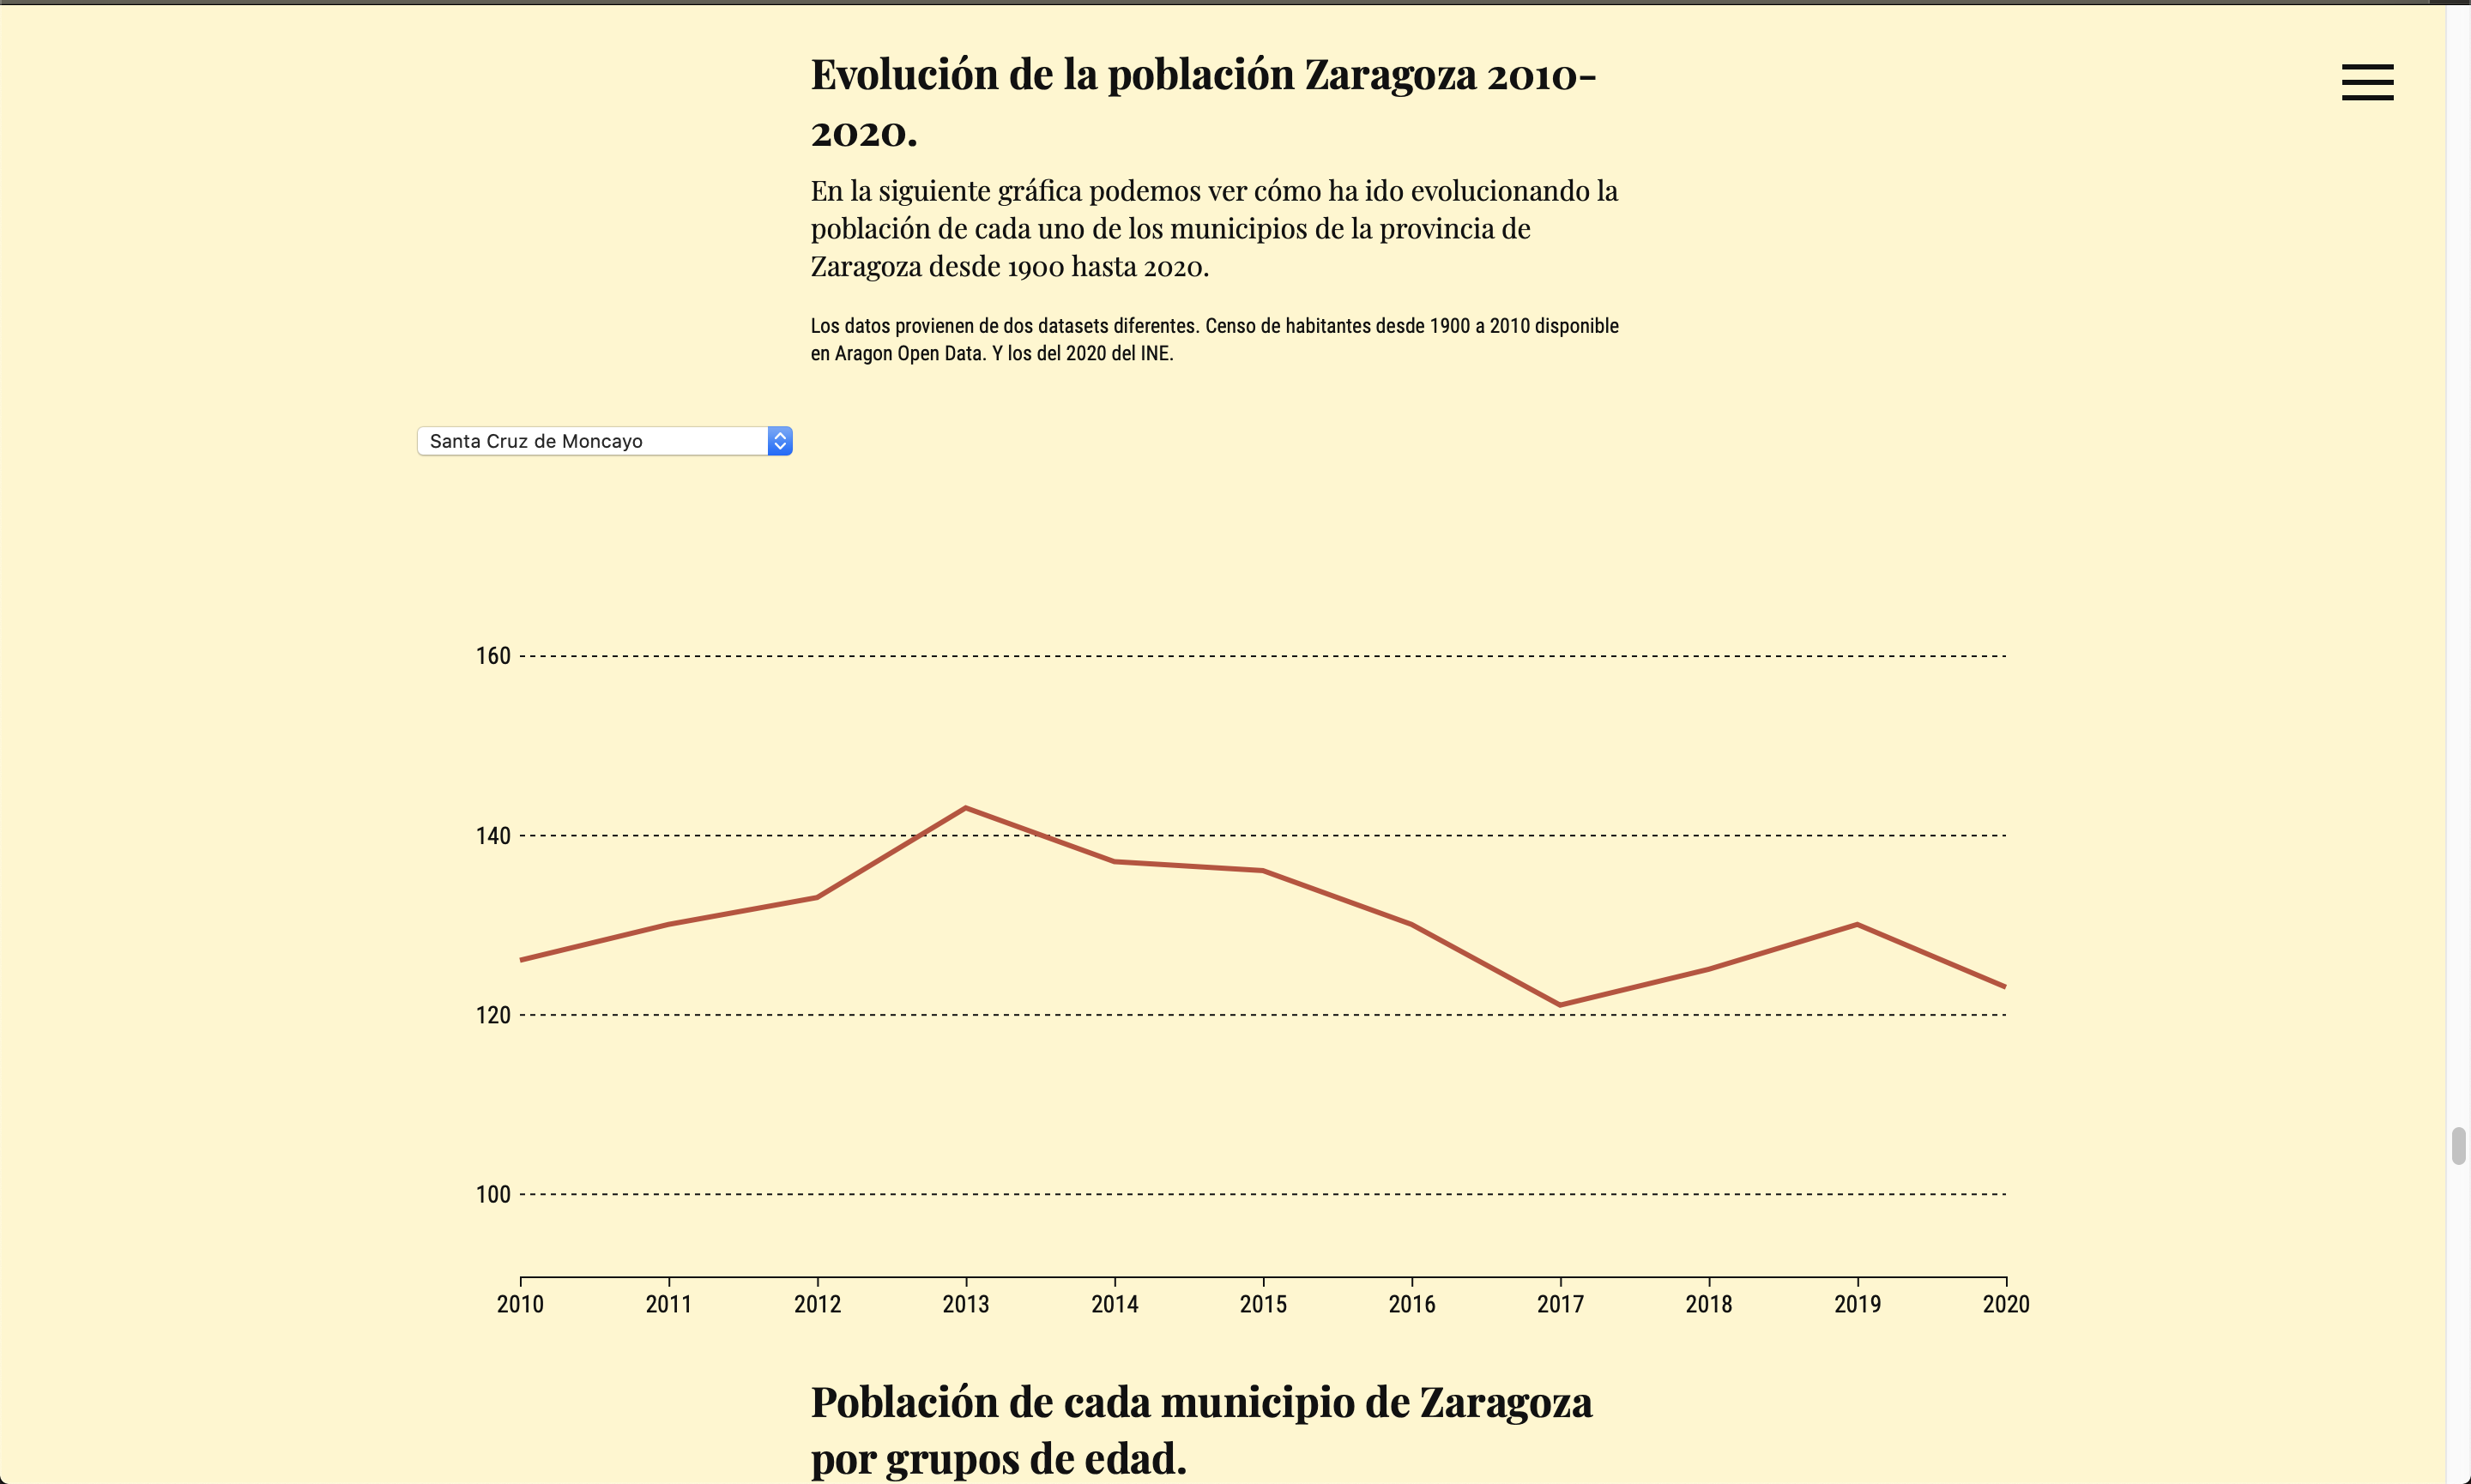 Evolución de la población Zaragoza 2010-
2020.
En la siguiente gráfica podemos ver cómo ha ido evolucionando la
población de cada uno de los municipios de la provincia de
Zaragoza desde 1900 hasta 2020.
Los datos provienen de dos datasets diferentes. Censo de habitantes desde 1900 a 2010 disponible
en Aragon Open Data. Y los del 2020 del INE.
Santa Cruz de Moncayo
160
140
120
100
2010 2011 2012 2013 2014 2015 2016 2017 2018 2019 2020
Población de cada municipio de Zaragoza
por grupos de edad.